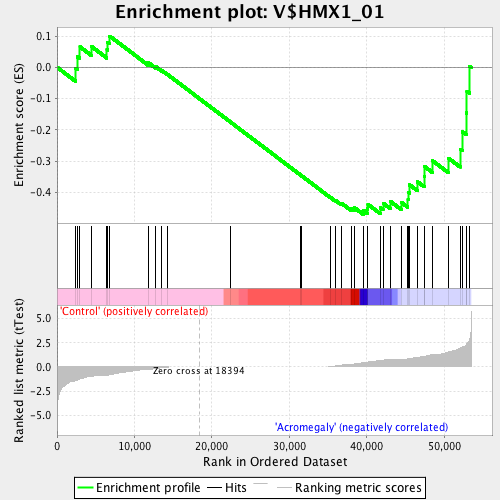 Enrichment plot: V$HMX1_01
Enrichment score (ES)
0.1
0.0
-0.1
-0.2
-0.3
-0.4
Ranked list metric (tTest)
5.0
2.5
0.0
-2.5
-5.0
'Control' (positively correlated)
Zero cross at 18394
'Acromegaly' (negatively correlated)
0
10,000
20,000
30,000
40,000
50,000
Rank in Ordered Dataset
Enrichment profile
Hits
Ranking metric scores